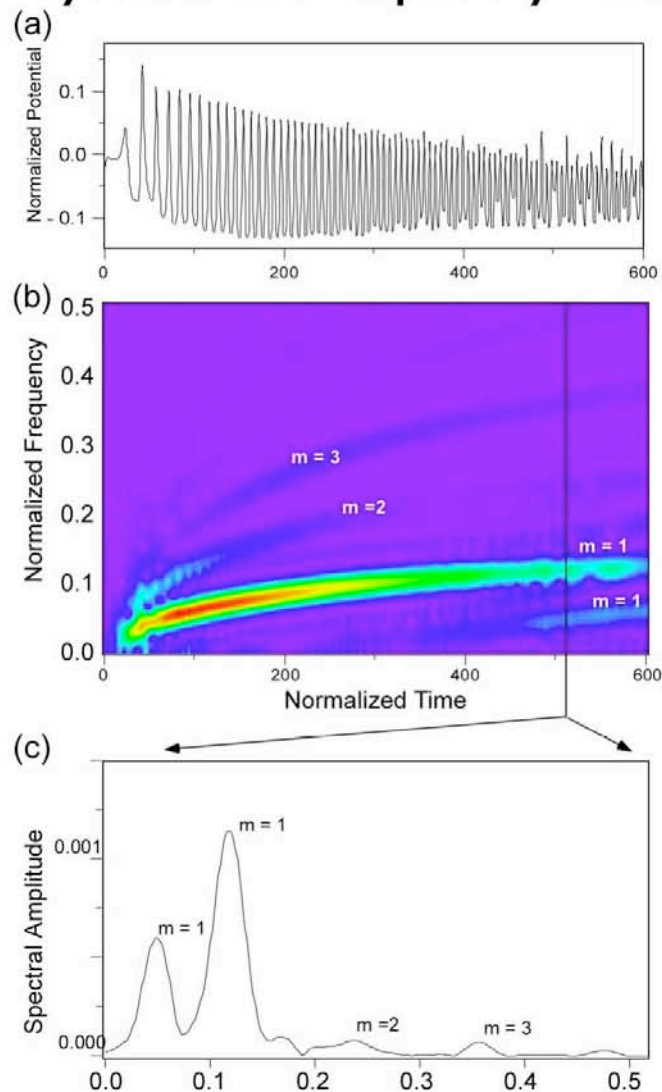 (a)
Normalized Potential
0.1
0.0
- 0.1
0 200 400 600
(b)
Normalized Frequency
0.5
0.4
0.3
0.2
0.1
0.0
m = 3
m =2
m = 1
m = 1
0 200 400 600
Normalized Time
(c)
Spectral Amplitude
0.001
0.000
m = 1
m = 1
m =2
m = 3
0.0 0.1 0.2 0.3 0.4 0.5